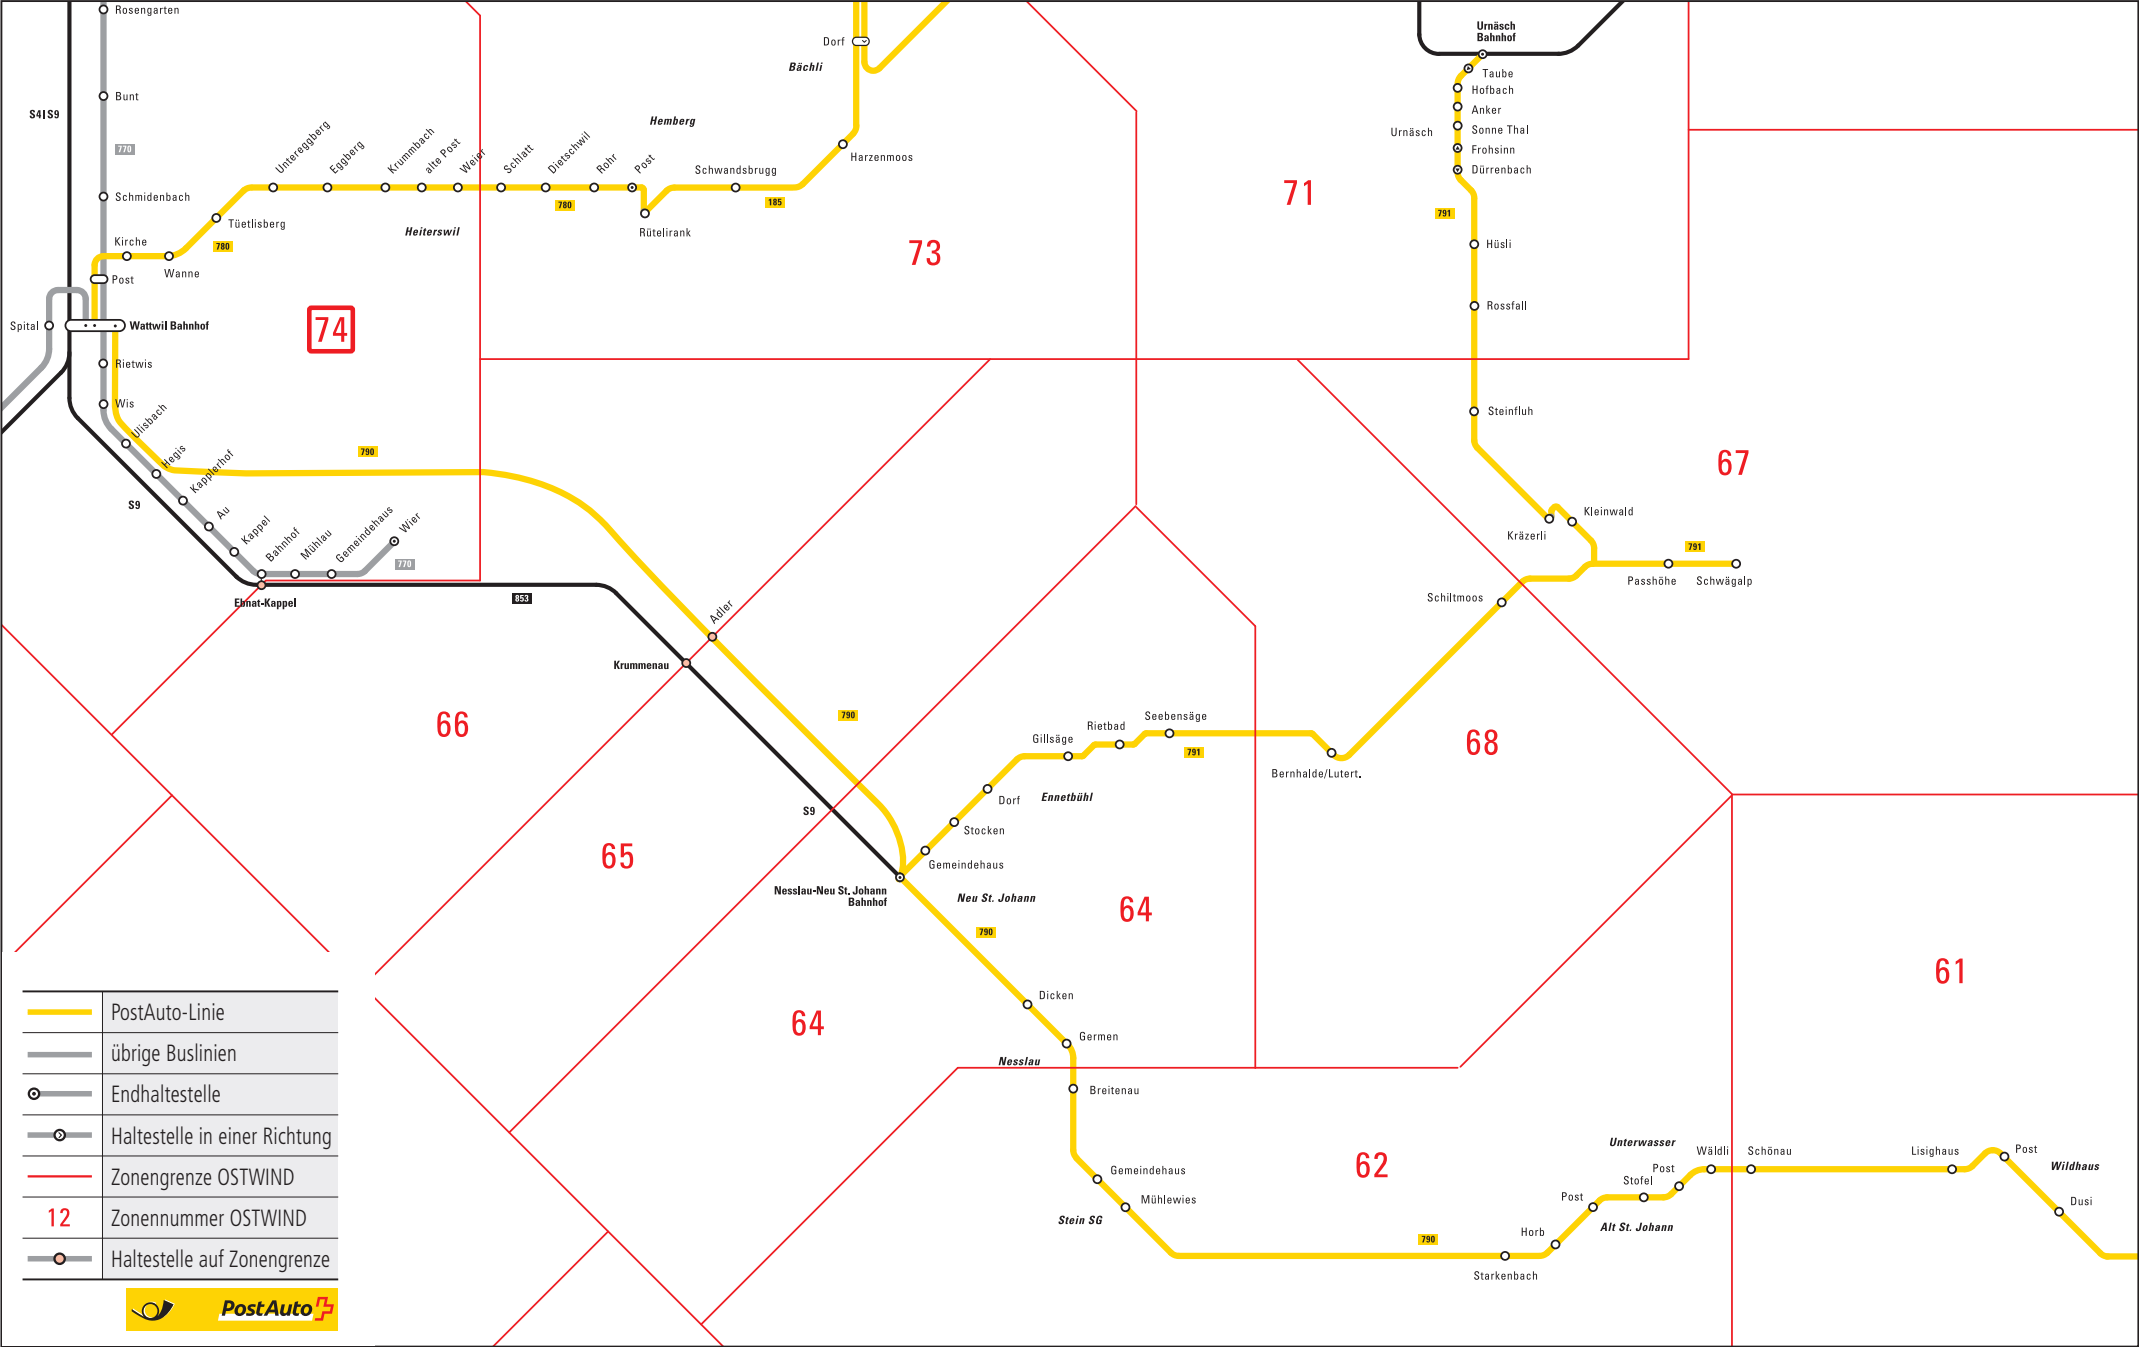 Rosengarten
Bunt
S4|S9
770
Schmidenbach
Kirche
Wanne
Tüetlisberg
780
Post
Spital
Wattwil Bahnhof
74
Rietwis
Wis
Ulisbach
Hegis
Kapplerhof
Au
Kappel
Bahnhof
Mühlau
Gemeindehaus
Wier
770
S9
790
Ebnat-Kappel
853
Untereggberg
Eggberg
Krummbach
alte Post
Weier
Schlatt
Dietschwil
Rohr
Post
Heiterswil
780
Hemberg
Rütelirank
Schwandsbrugg
185
Harzenmoos
Bächli
Dorf
73
71
Urnäsch
Bahnhof
Taube
Hofbach
Anker
Sonne Thal
Frohsinn
Dürrenbach
Urnäsch
791
Hüsli
Rossfall
Steinfluh
67
Kräzerli
Kleinwald
791
Passhöhe
Schwägalp
Schiltmoos
68
Bernhalde/Lutert.
Seebensäge
791
Rietbad
Gillsäge
Dorf
Ennetbühl
Stocken
Gemeindehaus
Adler
Krummenau
790
S9
66
65
Nesslau-Neu St. Johann
Bahnhof
Neu St. Johann
64
790
64
Dicken
Germen
Nesslau
Breitenau
Gemeindehaus
Mühlewies
Stein SG
62
790
Starkenbach
Horb
Post
Alt St. Johann
Stofel
Post
Unterwasser
Wäldli
Schönau
61
Lisighaus
Post
Wildhaus
Dusi
PostAuto-Linie
übrige Buslinien
Endhaltestelle
Haltestelle in einer Richtung
Zonengrenze OSTWIND
12 Zonennummer OSTWIND
Haltestelle auf Zonengrenze
PostAuto